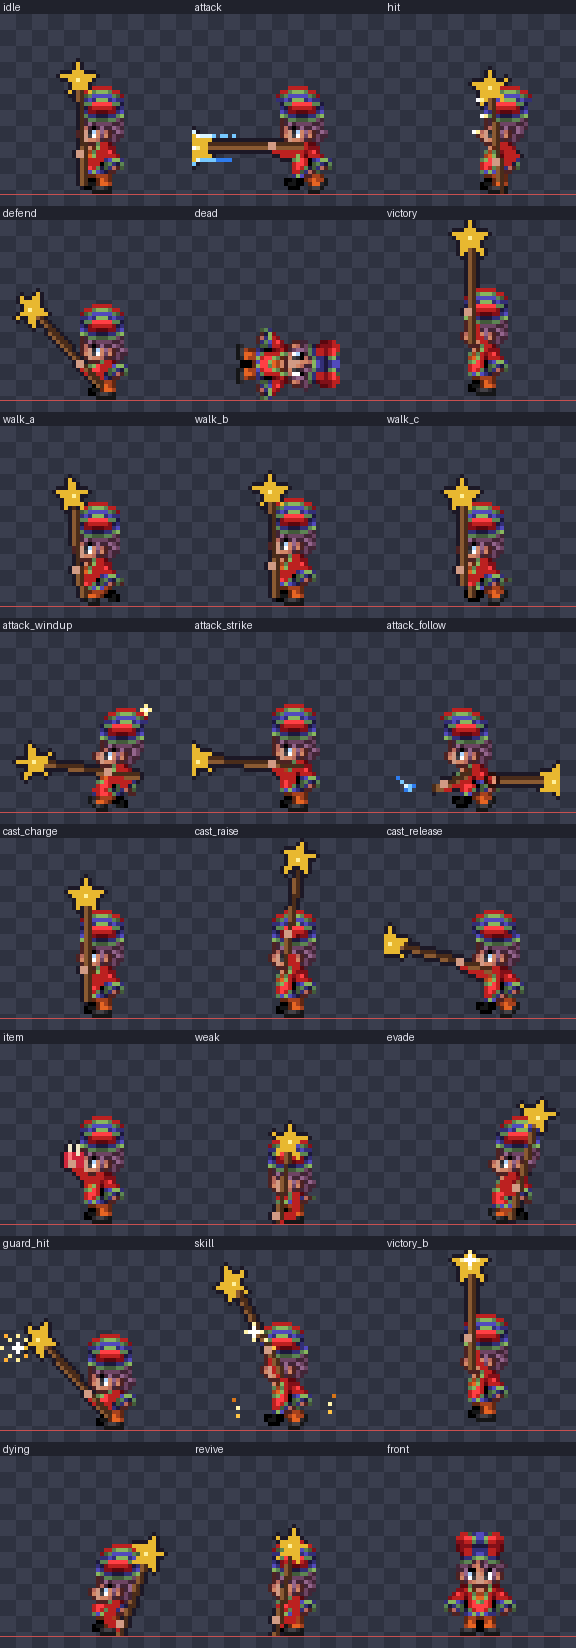 idle
attack
hit
defend
dead
victory
walk_a
walk_b
walk_c
attack_windup
attack_strike
attack_follow
cast_charge
cast_raise
cast_release
item
weak
evade
guard_hit
skill
victory_b
dying
revive
front